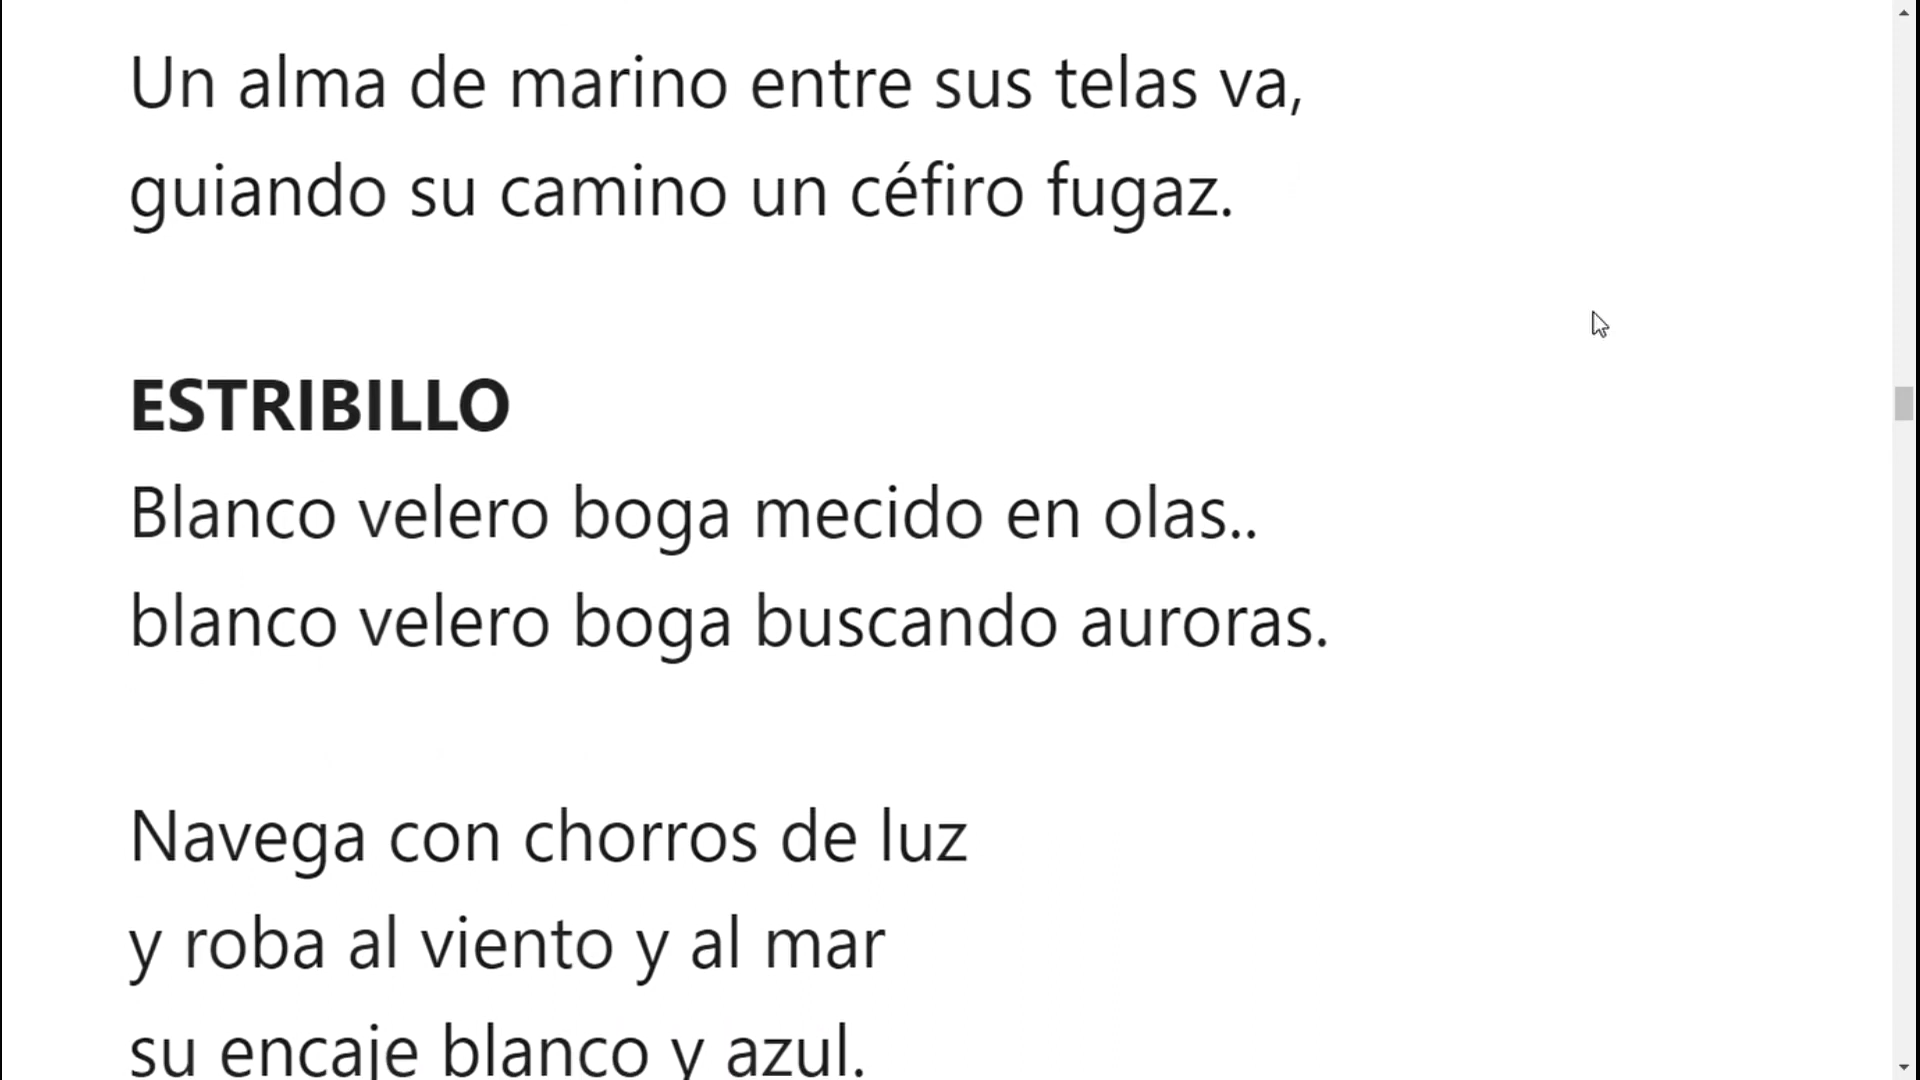 Un alma de marino entre sus telas va,
guiando su camino un céfiro fugaz.
ESTRIBILLO
Blanco velero boga mecido en olas..
blanco velero boga buscando auroras.
Navega con chorros de luz
y roba al viento y al mar
su encaje blanco y azul.